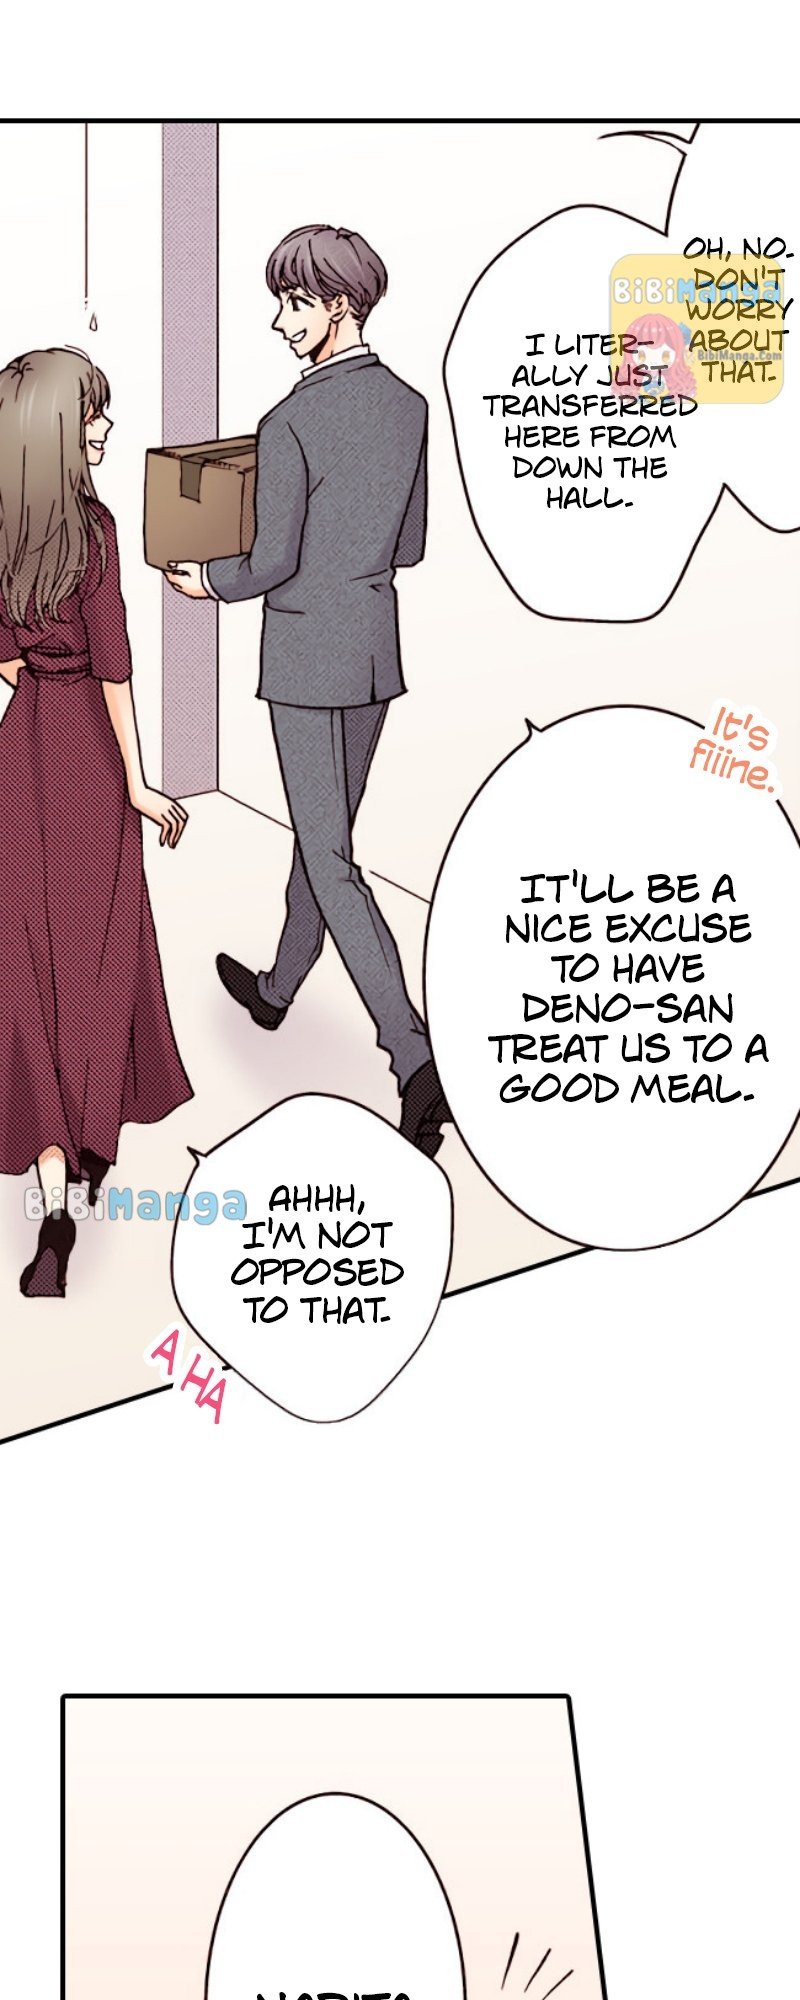 OH, NO.
DON'T
WORRY
ABOUT
THAT.
I LITER-
ALLY JUST
TRANSFERRED
HERE FROM
DOWN THE
HALL.
BiBiManga
BibiManga.Com
It's
fiiine.
IT'LL BE A
NICE EXCUSE
TO HAVE
DENO-SAN
TREAT US TO A
GOOD MEAL.
BiBiManga
AHHH,
I'M NOT
OPPOSED
TO THAT.
A HA